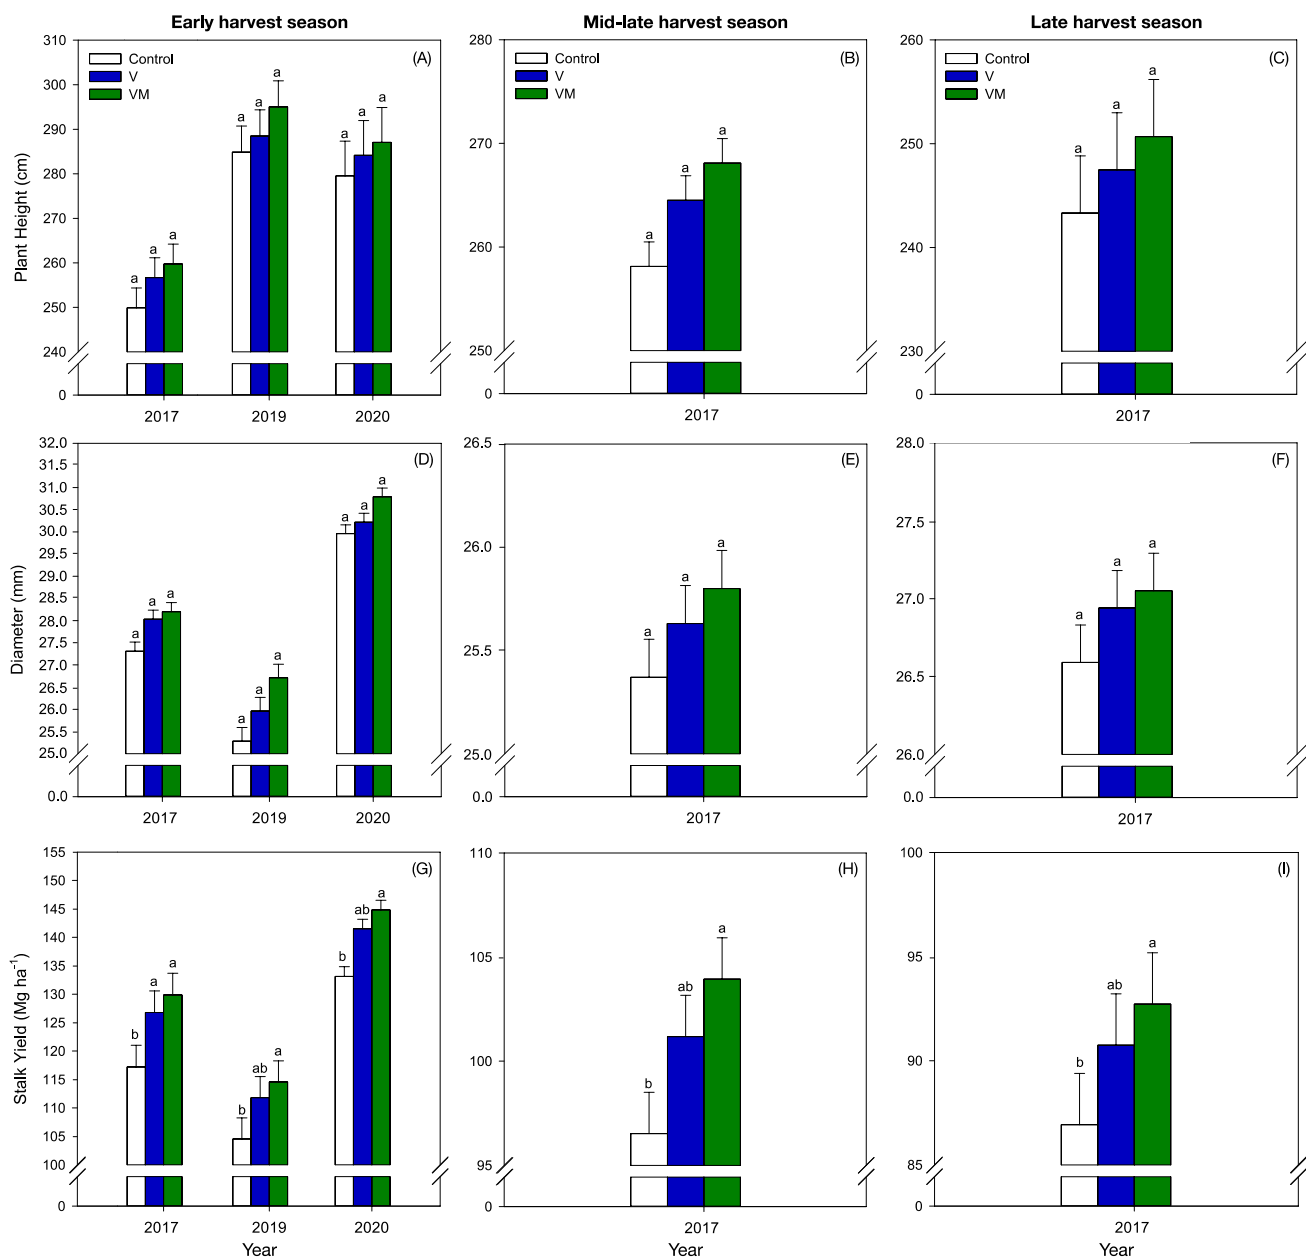 Early harvest season
Mid-late harvest season
Late harvest season
Plant Height (cm)
310
300
290
280
270
260
250
240
0
Control
V
VM
(A)
a a a
a a a
a a a
2017 2019 2020
280
270
260
250
0
Control
V
VM
(B)
a a a
2017
260
250
240
230
0
Control
V
VM
(C)
a a a
2017
Diameter (mm)
32.0
31.5
31.0
30.5
30.0
29.5
29.0
28.5
28.0
27.5
27.0
26.5
26.0
25.5
25.0
0.0
(D)
a a a
a a a
a a a
2017 2019 2020
26.5
26.0
25.5
25.0
0.0
(E)
a a a
2017
28.0
27.5
27.0
26.5
26.0
0.0
(F)
a a a
2017
Stalk Yield (Mg ha⁻¹)
155
150
145
140
135
130
125
120
115
110
105
100
0
(G)
b a a
b ab a
b ab a
2017 2019 2020
Year
110
105
100
95
0
(H)
b ab a
2017
Year
100
95
90
85
0
(I)
b ab a
2017
Year